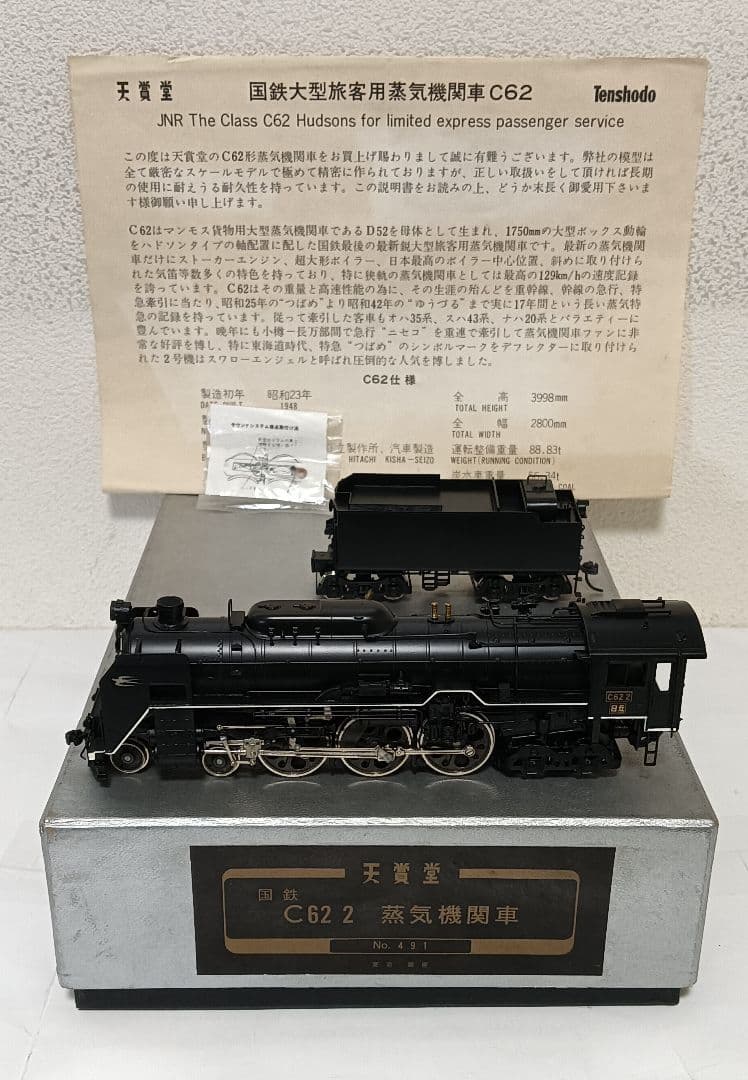 天賞堂 国鉄大型旅客用蒸気機関車C62 Tenshodo
JNR The Class C62 Hudsons for limited express passenger service
この度は天賞堂のC62形蒸気機関車をお買上げ賜わりまして誠に有難うございます。弊社の模型は
全て厳密なスケールモデルで極めて精密に作られておりますが、正しい取扱いをして頂ければ長期
の使用に耐えうる耐久性を持っています。この説明書をお読みの上、どうか末長く御愛用下さいま
す様御願い申し上げます。
C62はマンモス貨物用大型蒸気機関車であるD52を母体として生まれ、1750mmの大型ボックス動輪
をハドソンタイプの軸配置に配した国鉄最後の最新鋭大型旅客用蒸気機関車です。最新の蒸気機関
車だけにストーカーエンジン、超大形ボイラー、日本最高のボイラー中心位置、斜めに取り付けら
れた気笛等数多くの特色を持っており、特に狭軌の蒸気機関車としては最高の129km/hの速度記録
を誇っています。C62はその重量と高速性能の為に、その生涯の殆んどを重幹線、幹線の急行、特
急牽引に当たり、昭和25年の“つばめ”より昭和42年の“ゆうづる”まで実に17年間という長い蒸気特
急の記録を持っています。従って牽引した客車もオハ35系、スハ43系、ナハ20系とバラエティーに
豊んでいます。晩年にも小樽−長万部間で急行“ニセコ”を重連で牽引して蒸気機関車ファンに非
常な好評を博し、特に東海道時代、特急“つばめ”のシンボルマークをデフレクターに取り付けられ
た2号機はスワローエンジェルと呼ばれ圧倒的な人気を博しました。
C62仕様
製造初年 昭和23年 全高 3998mm
1948 TOTAL HEIGHT
全幅 2800mm
TOTAL WIDTH
立製作所、汽車製造 運転整備重量 88.83t
HITACHI KISHA-SEIZO WEIGHT(RUNNING CONDITION)
炭水車重量
C62 2
天賞堂
国鉄
C62 2 蒸気機関車
No. 491